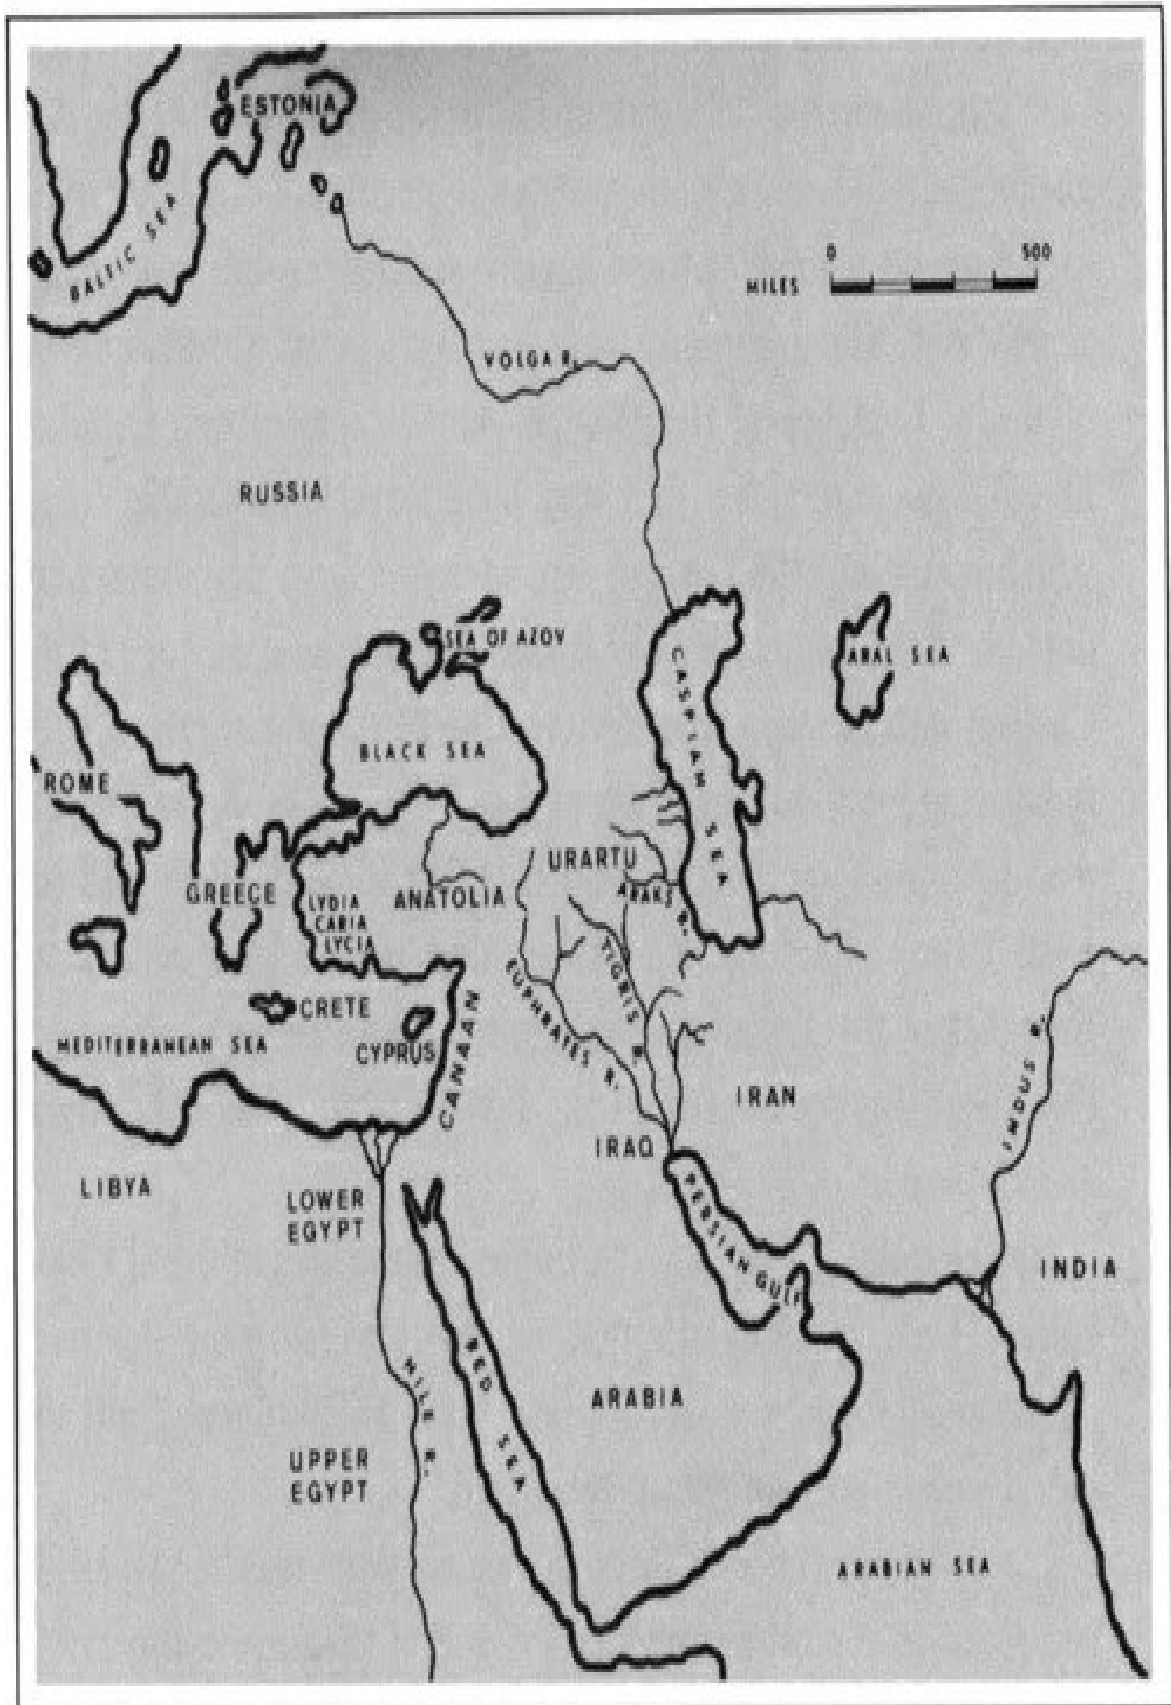 ESTONIA
BALTIC SEA
0 500
MILES
VOLGA R.
RUSSIA
SEA OF AZOV
CASPIAN SEA
ARAL SEA
BLACK SEA
ROME
URARTU
GREECE
LYDIA
CARIA
LYCIA
ANATOLIA
ARAKS R.
TIGRIS R.
EUPHRATES R.
CRETE
CYPRUS
CANAAN
MEDITERRANEAN SEA
IRAN
INDUS R.
IRAQ
LIBYA
LOWER
EGYPT
PERSIAN GULF
INDIA
NILE R.
RED SEA
ARABIA
UPPER
EGYPT
ARABIAN SEA